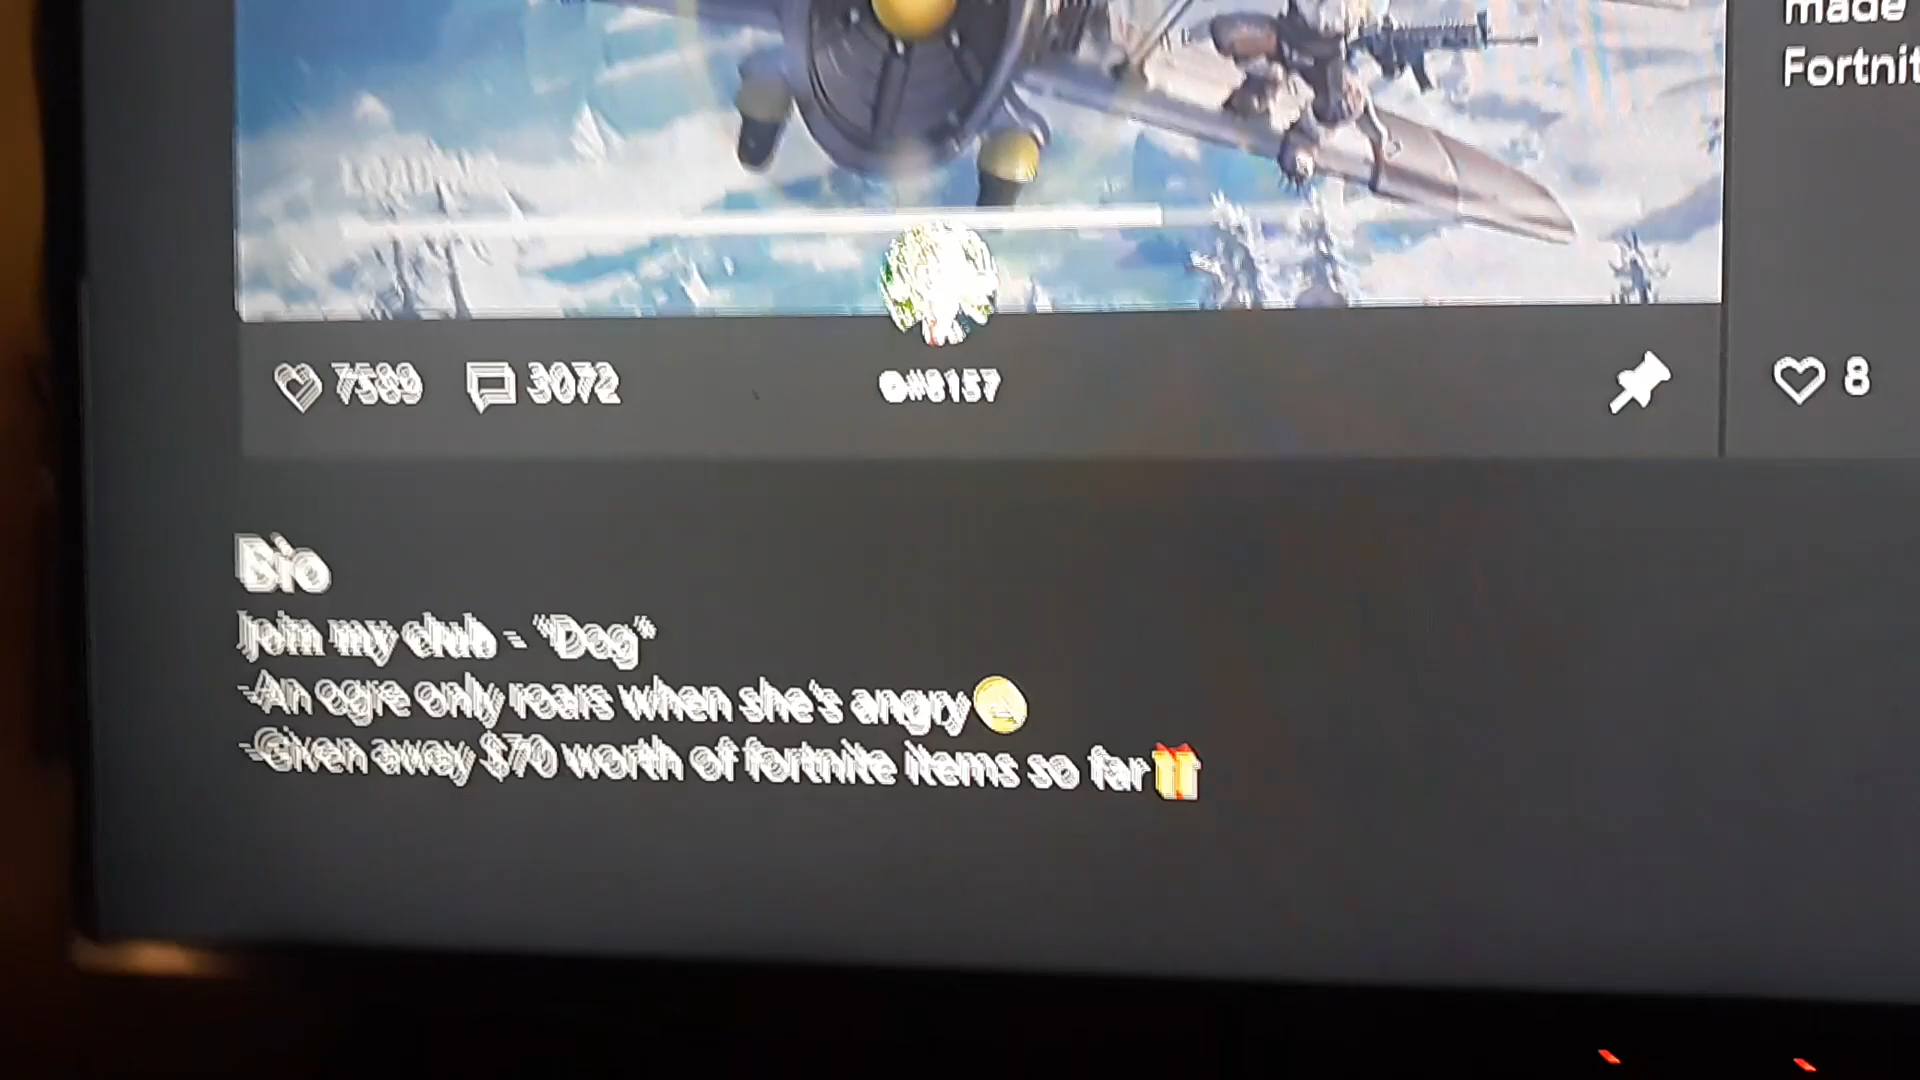 made
Fortnit
7589 3072 8
Bio
Join my club - "Dog"
-An ogre only roars when she's angry
-Given away $70 worth of fortnite items so far